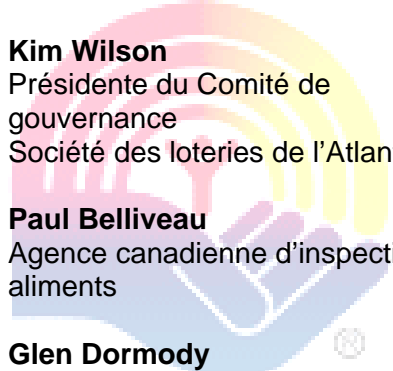 Kim Wilson
Présidente du Comité de
gouvernance
Société des loteries de l'Atlan
Paul Belliveau
Agence canadienne d'inspecti
aliments
Glen Dormody
®